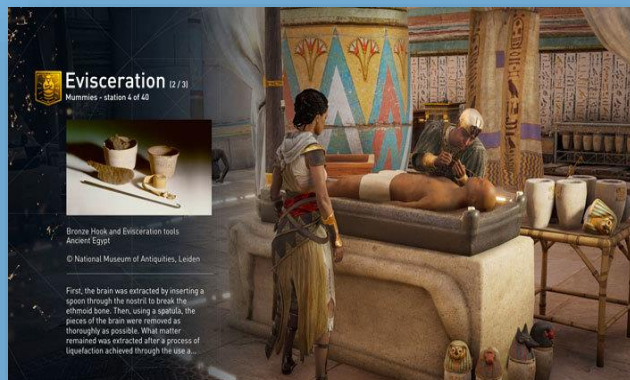 Evisceration (2 / 3)
Mummies - station 4 of 40
Bronze Hook and Evisceration tools
Ancient Egypt
© National Museum of Antiquities, Leiden
First, the brain was extracted by inserting a
spoon through the nostril to break the
ethmoid bone. Then, using a spatula, the
pieces of the brain were removed as
thoroughly as possible. What matter
remained was extracted after a process of
liquefaction achieved through the use a...